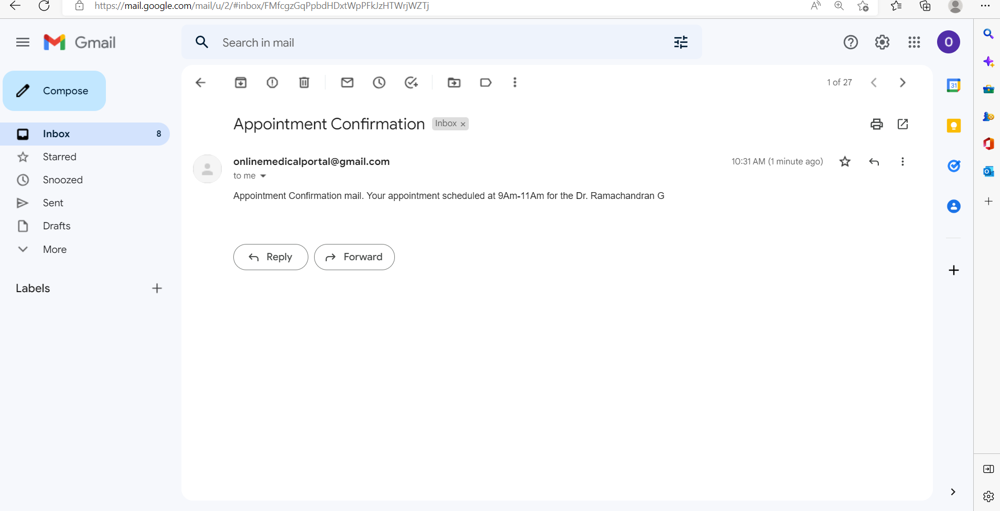 https://mail.google.com/mail/u/2/#inbox/FMfcgzGqPpbdHDxtWpPFkJzHTWrjWZTj
Gmail
Search in mail
O
Compose
1 of 27
31
Appointment Confirmation Inbox ×
Inbox 8
Starred
onlinemedicalportal@gmail.com 10:31 AM (1 minute ago)
to me
Snoozed
Appointment Confirmation mail. Your appointment scheduled at 9Am-11Am for the Dr. Ramachandran G
Sent
Drafts
More
Reply Forward
Labels